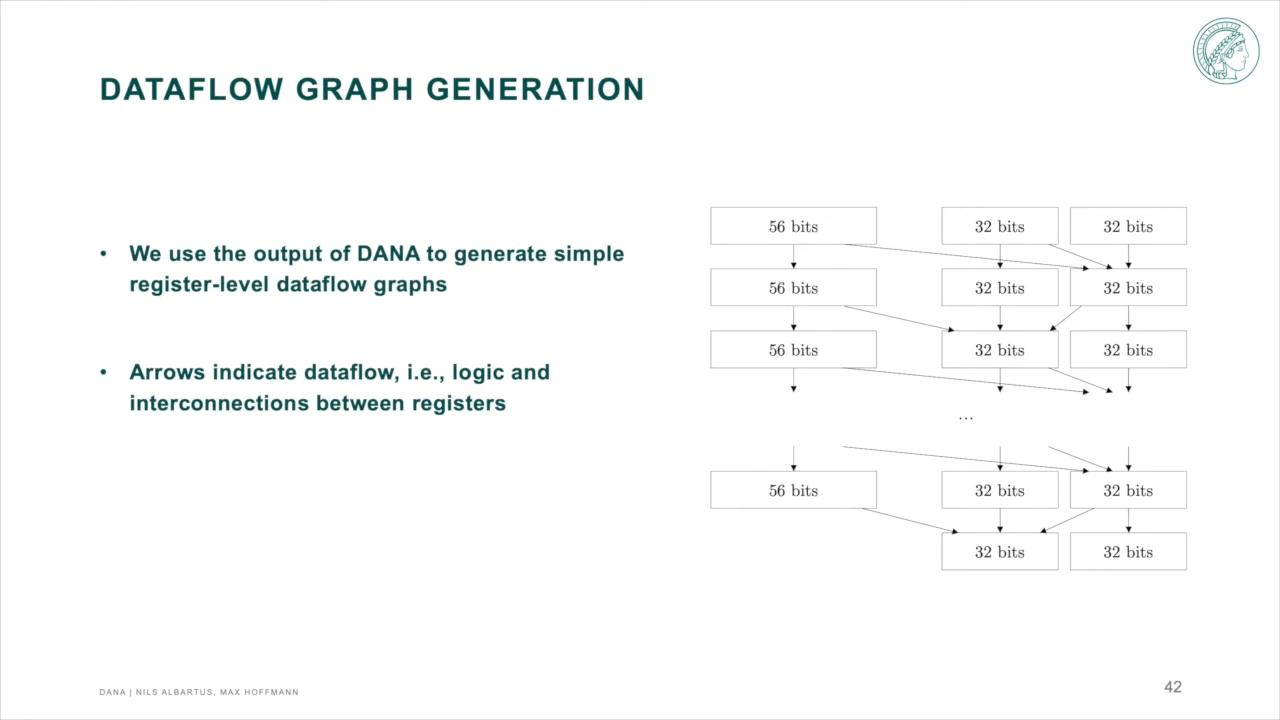 DATAFLOW GRAPH GENERATION
• We use the output of DANA to generate simple
register-level dataflow graphs
• Arrows indicate dataflow, i.e., logic and
interconnections between registers
56 bits 32 bits 32 bits
56 bits 32 bits 32 bits
56 bits 32 bits 32 bits
...
56 bits 32 bits 32 bits
32 bits 32 bits
DANA | NILS ALBARTUS, MAX HOFFMANN
42